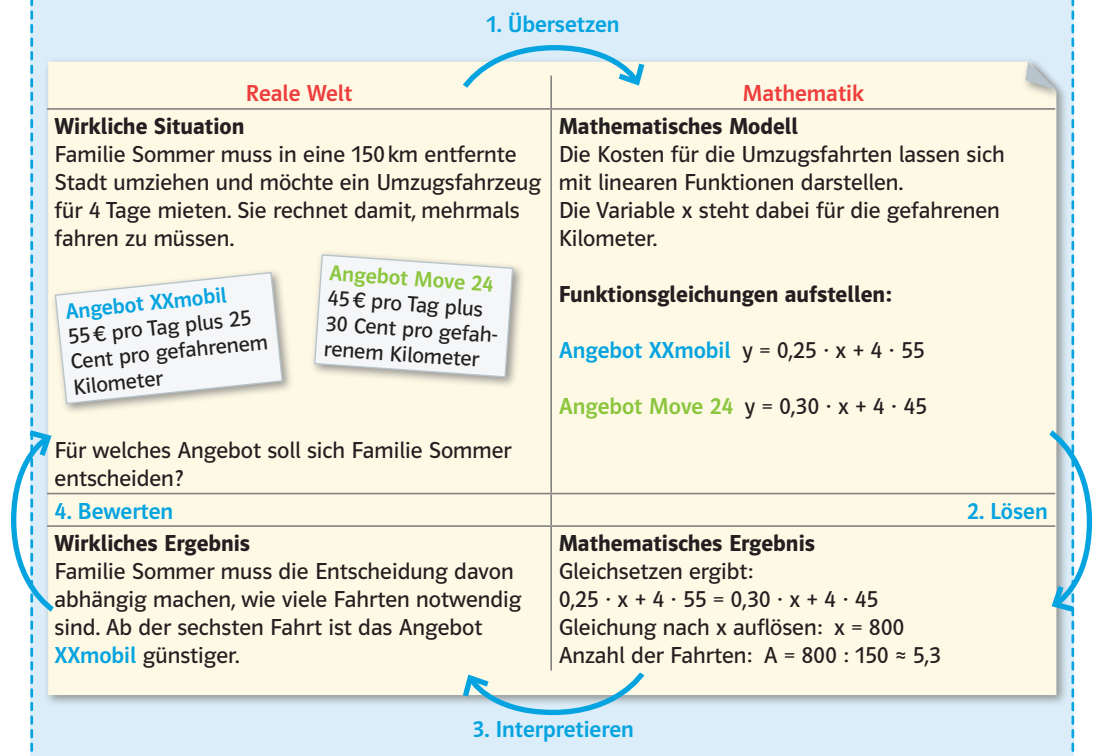 1. Übersetzen
Reale Welt
Mathematik
Wirkliche Situation
Familie Sommer muss in eine 150 km entfernte
Stadt umziehen und möchte ein Umzugsfahrzeug
für 4 Tage mieten. Sie rechnet damit, mehrmals
fahren zu müssen.
Angebot XXmobil
55 € pro Tag plus 25
Cent pro gefahrenem
Kilometer
Angebot Move 24
45 € pro Tag plus
30 Cent pro gefah-
renem Kilometer
Für welches Angebot soll sich Familie Sommer
entscheiden?
Mathematisches Modell
Die Kosten für die Umzugsfahrten lassen sich
mit linearen Funktionen darstellen.
Die Variable x steht dabei für die gefahrenen
Kilometer.
Funktionsgleichungen aufstellen:
Angebot XXmobil y = 0,25 · x + 4 · 55
Angebot Move 24 y = 0,30 · x + 4 · 45
4. Bewerten
2. Lösen
Wirkliches Ergebnis
Familie Sommer muss die Entscheidung davon
abhängig machen, wie viele Fahrten notwendig
sind. Ab der sechsten Fahrt ist das Angebot
XXmobil günstiger.
Mathematisches Ergebnis
Gleichsetzen ergibt:
0,25 · x + 4 · 55 = 0,30 · x + 4 · 45
Gleichung nach x auflösen: x = 800
Anzahl der Fahrten: A = 800 : 150 ≈ 5,3
3. Interpretieren